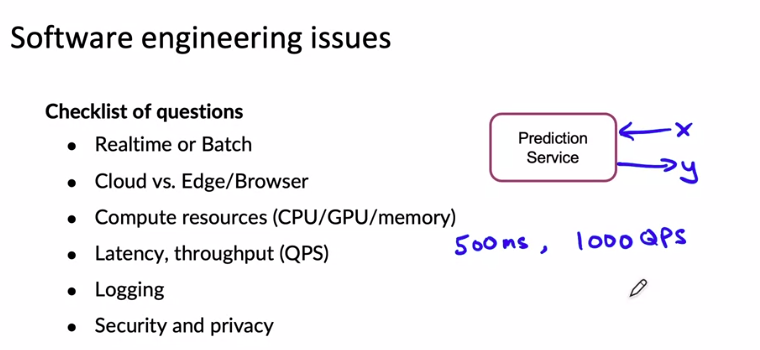 Software engineering issues
Checklist of questions
• Realtime or Batch
• Cloud vs. Edge/Browser
• Compute resources (CPU/GPU/memory)
• Latency, throughput (QPS)
• Logging
• Security and privacy
Prediction
Service
x
y
500ms, 1000 QPS